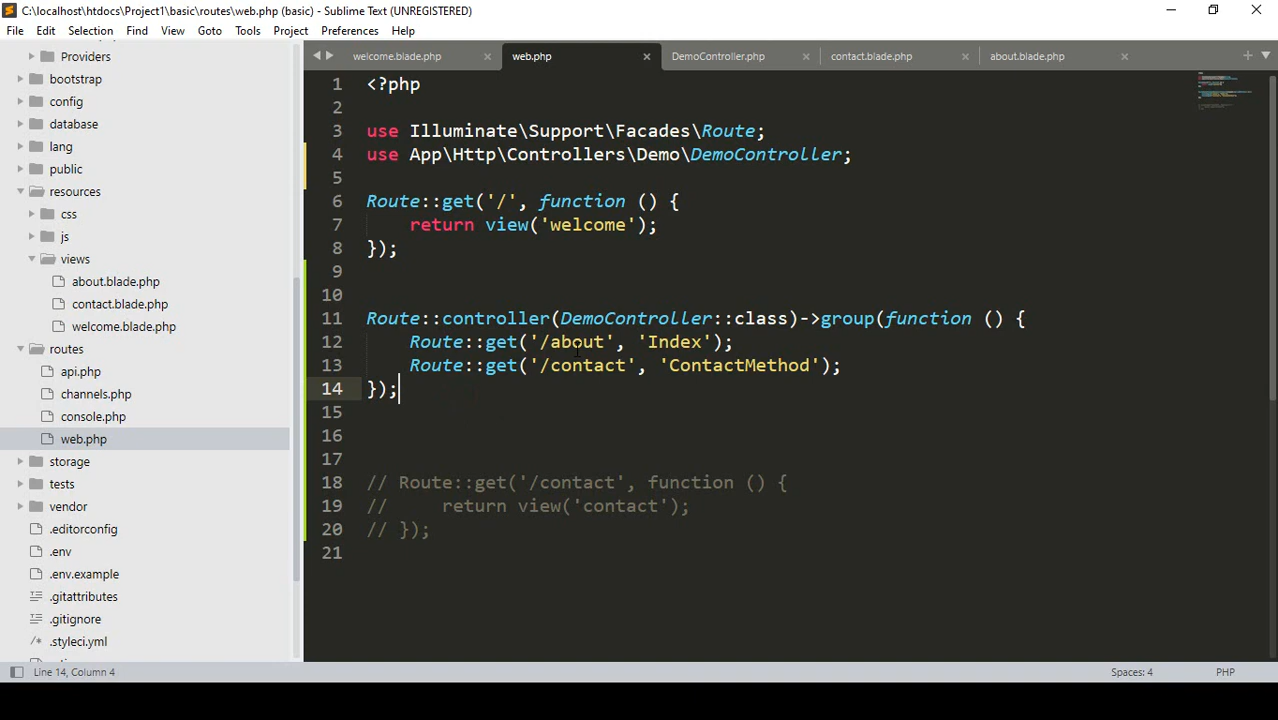 C:\localhost\htdocs\Project1\basic\routes\web.php (basic) - Sublime Text (UNREGISTERED)
File Edit Selection Find View Goto Tools Project Preferences Help
Providers
bootstrap
config
database
lang
public
resources
css
js
views
about.blade.php
contact.blade.php
welcome.blade.php
routes
api.php
channels.php
console.php
web.php
storage
tests
vendor
.editorconfig
.env
.env.example
.gitattributes
.gitignore
/* .styleci.yml
welcome.blade.php web.php DemoController.php contact.blade.php about.blade.php
1 <?php
2
3 use Illuminate\Support\Facades\Route;
4 use App\Http\Controllers\Demo\DemoController;
5
6 Route::get('/', function () {
7     return view('welcome');
8 });
9
10
11 Route::controller(DemoController::class)->group(function () {
12     Route::get('/about', 'Index');
13     Route::get('/contact', 'ContactMethod');
14 });
15
16
17
18 // Route::get('/contact', function () {
19 //     return view('contact');
20 // });
21
Line 14, Column 4 Spaces: 4 PHP